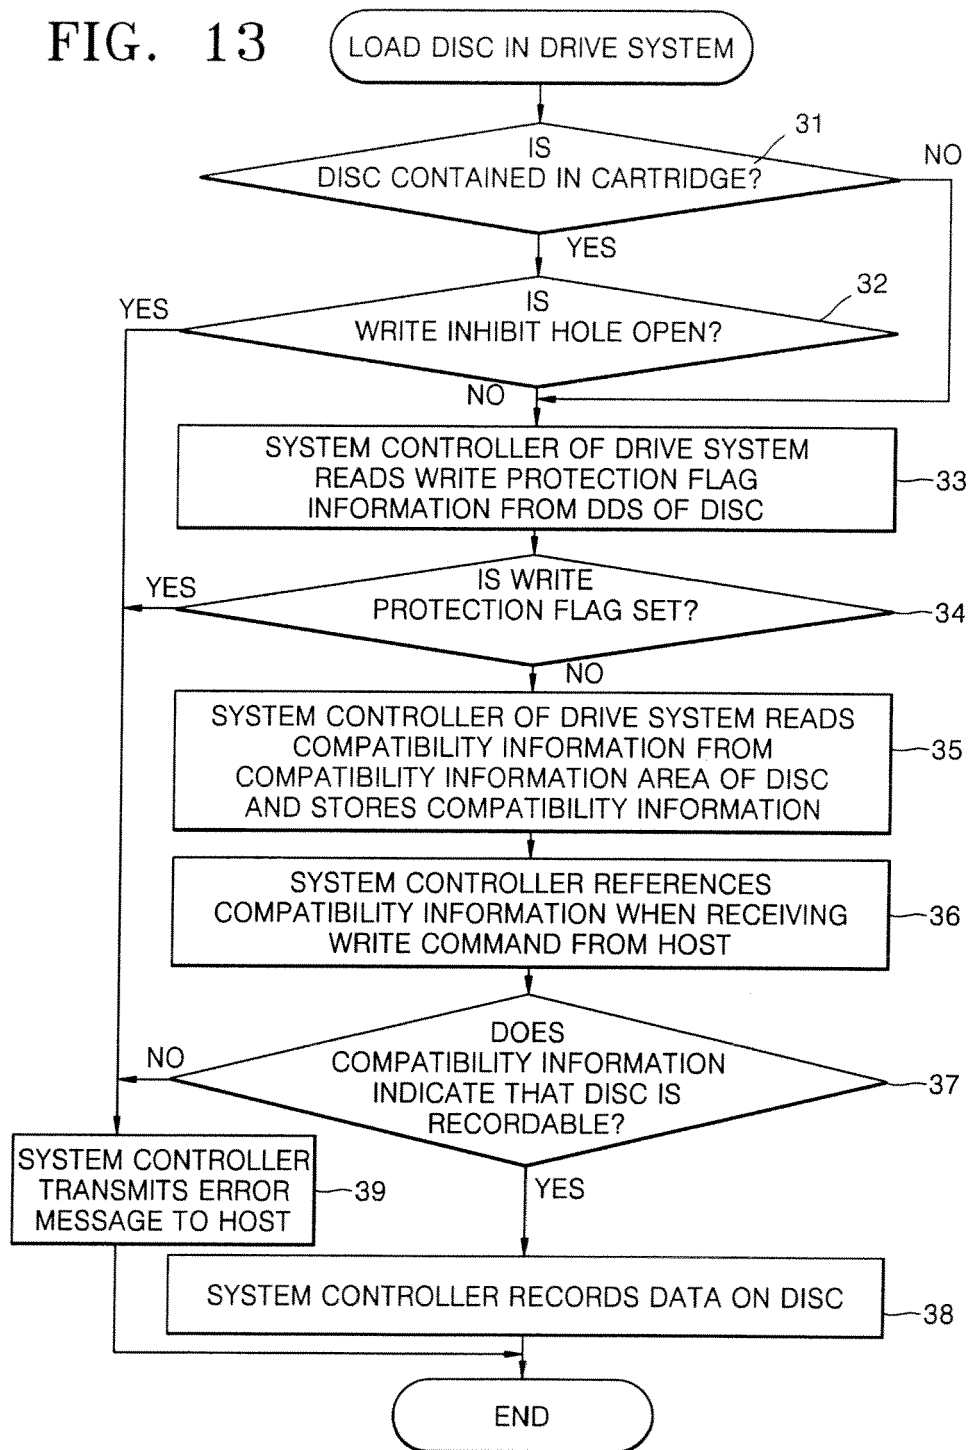 FIG. 13
LOAD DISC IN DRIVE SYSTEM
31
IS
DISC CONTAINED IN CARTRIDGE?
NO
YES
32
IS
WRITE INHIBIT HOLE OPEN?
YES
NO
SYSTEM CONTROLLER OF DRIVE SYSTEM
READS WRITE PROTECTION FLAG
INFORMATION FROM DDS OF DISC
33
YES
IS WRITE
PROTECTION FLAG SET?
34
NO
SYSTEM CONTROLLER OF DRIVE SYSTEM READS
COMPATIBILITY INFORMATION FROM
COMPATIBILITY INFORMATION AREA OF DISC
AND STORES COMPATIBILITY INFORMATION
35
SYSTEM CONTROLLER REFERENCES
COMPATIBILITY INFORMATION WHEN RECEIVING
WRITE COMMAND FROM HOST
36
NO
DOES
COMPATIBILITY INFORMATION
INDICATE THAT DISC IS
RECORDABLE?
37
YES
SYSTEM CONTROLLER
TRANSMITS ERROR
MESSAGE TO HOST
39
SYSTEM CONTROLLER RECORDS DATA ON DISC
38
END